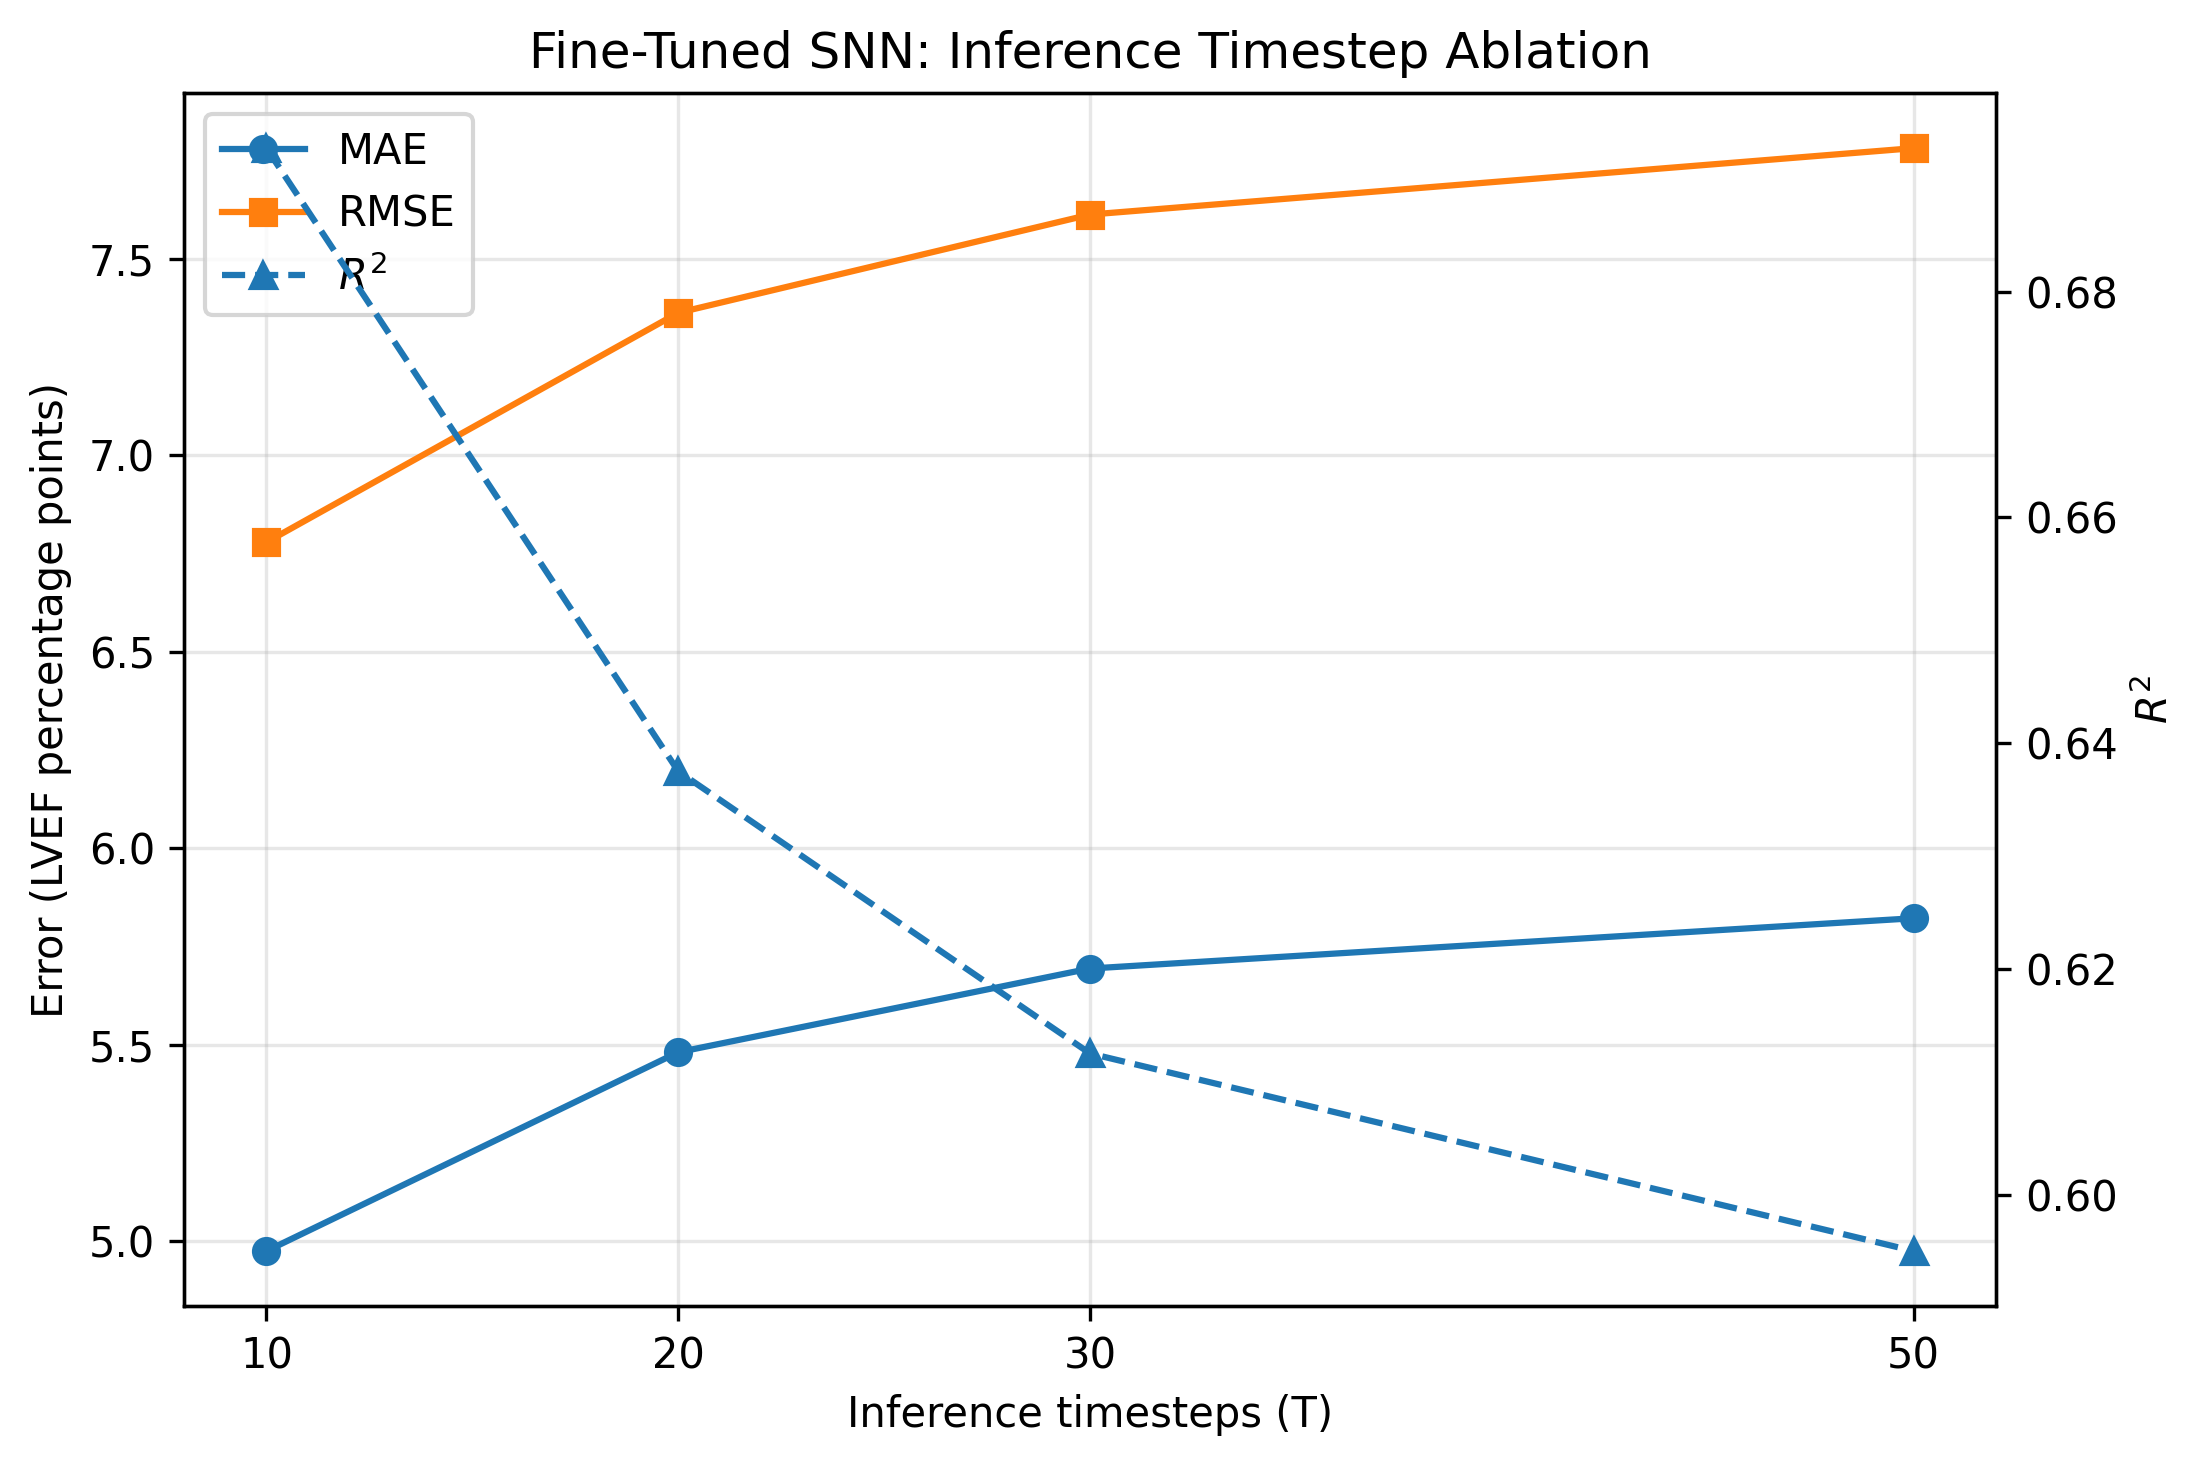 Fine-Tuned SNN: Inference Timestep Ablation
MAE
RMSE
R²
7.5
7.0
6.5
6.0
5.5
5.0
Error (LVEF percentage points)
0.68
0.66
0.64
0.62
0.60
R²
10 20 30 50
Inference timesteps (T)